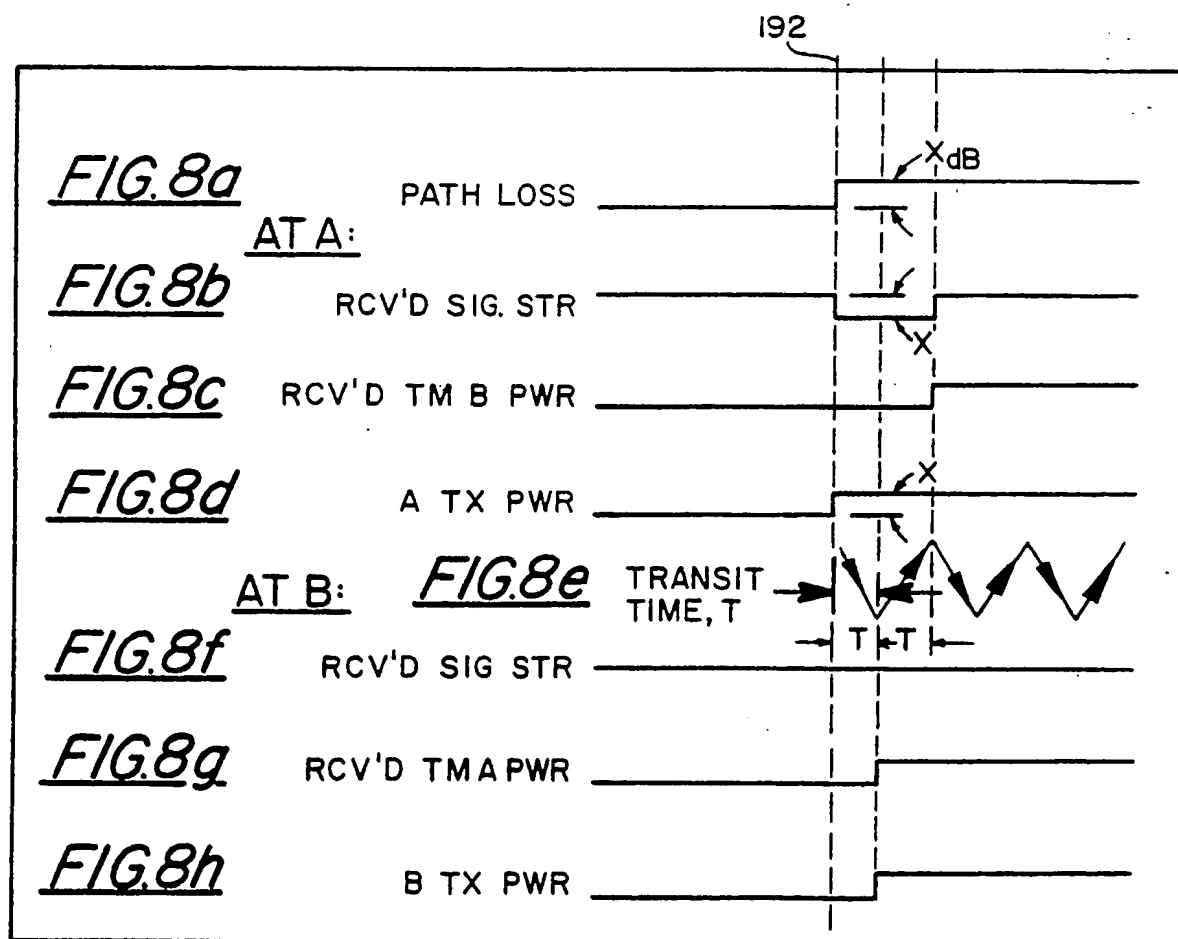 192
FIG.8a PATH LOSS XdB
AT A:
FIG.8b RCV'D SIG. STR X
FIG.8c RCV'D TM B PWR
FIG.8d A TX PWR X
AT B: FIG.8e TRANSIT
TIME, T
T T
FIG.8f RCV'D SIG STR
FIG.8g RCV'D TM A PWR
FIG.8h B TX PWR